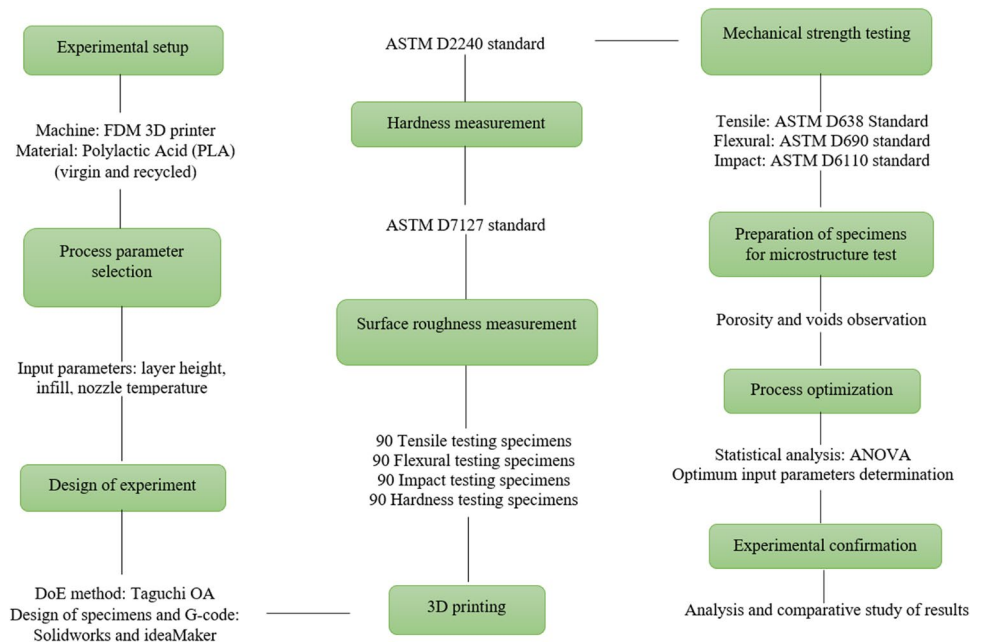 Experimental setup
Machine: FDM 3D printer
Material: Polylactic Acid (PLA)
(virgin and recycled)
Process parameter
selection
Input parameters: layer height,
infill, nozzle temperature
Design of experiment
DoE method: Taguchi OA
Design of specimens and G-code:
Solidworks and ideaMaker
3D printing
90 Tensile testing specimens
90 Flexural testing specimens
90 Impact testing specimens
90 Hardness testing specimens
Surface roughness measurement
ASTM D7127 standard
Hardness measurement
ASTM D2240 standard
Mechanical strength testing
Tensile: ASTM D638 Standard
Flexural: ASTM D690 standard
Impact: ASTM D6110 standard
Preparation of specimens
for microstructure test
Porosity and voids observation
Process optimization
Statistical analysis: ANOVA
Optimum input parameters determination
Experimental confirmation
Analysis and comparative study of results